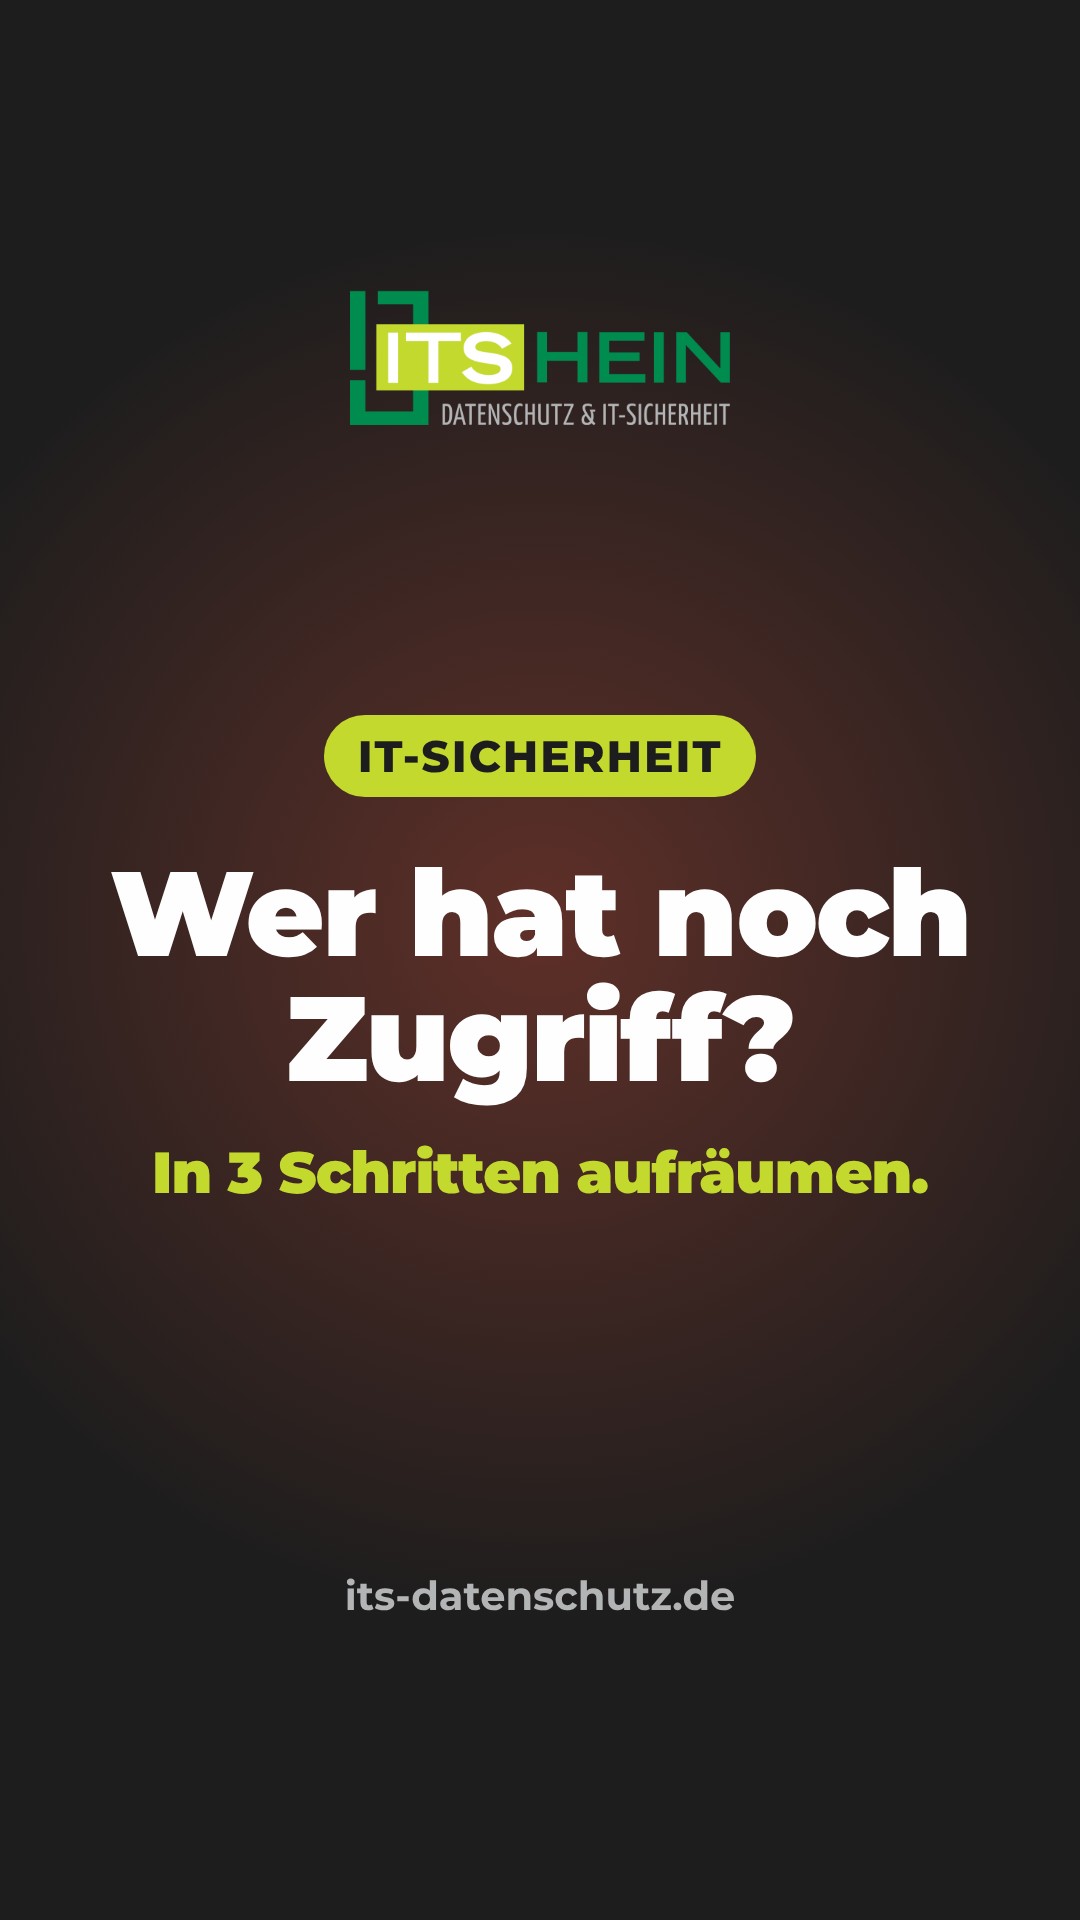 ITS HEIN
DATENSCHUTZ & IT-SICHERHEIT
IT-SICHERHEIT
Wer hat noch
Zugriff?
In 3 Schritten aufräumen.
its-datenschutz.de